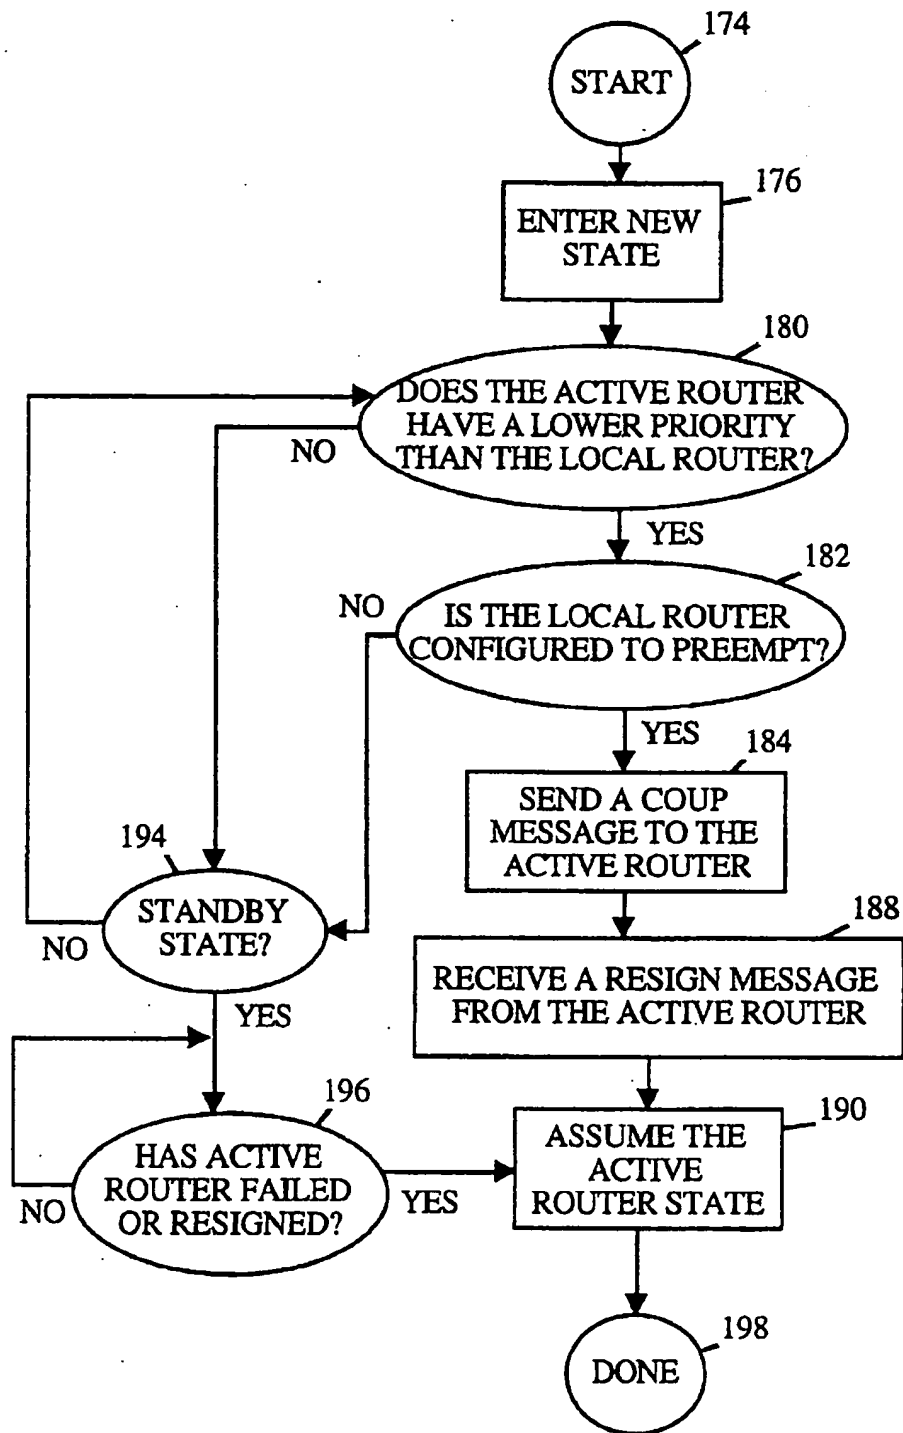 174
START
176
ENTER NEW
STATE
180
DOES THE ACTIVE ROUTER
HAVE A LOWER PRIORITY
THAN THE LOCAL ROUTER?
NO
YES
182
NO
IS THE LOCAL ROUTER
CONFIGURED TO PREEMPT?
YES
184
SEND A COUP
MESSAGE TO THE
ACTIVE ROUTER
194
STANDBY
STATE?
NO
YES
188
RECEIVE A RESIGN MESSAGE
FROM THE ACTIVE ROUTER
196
HAS ACTIVE
ROUTER FAILED
OR RESIGNED?
NO
YES
190
ASSUME THE
ACTIVE
ROUTER STATE
198
DONE